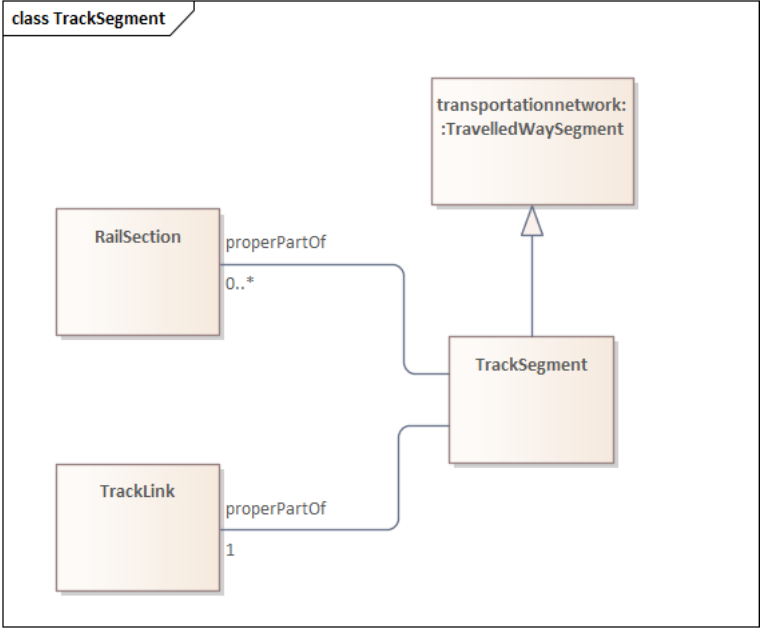 class TrackSegment
transportationnetwork:
:TravelledWaySegment
RailSection
properPartOf
0..*
TrackSegment
TrackLink
properPartOf
1